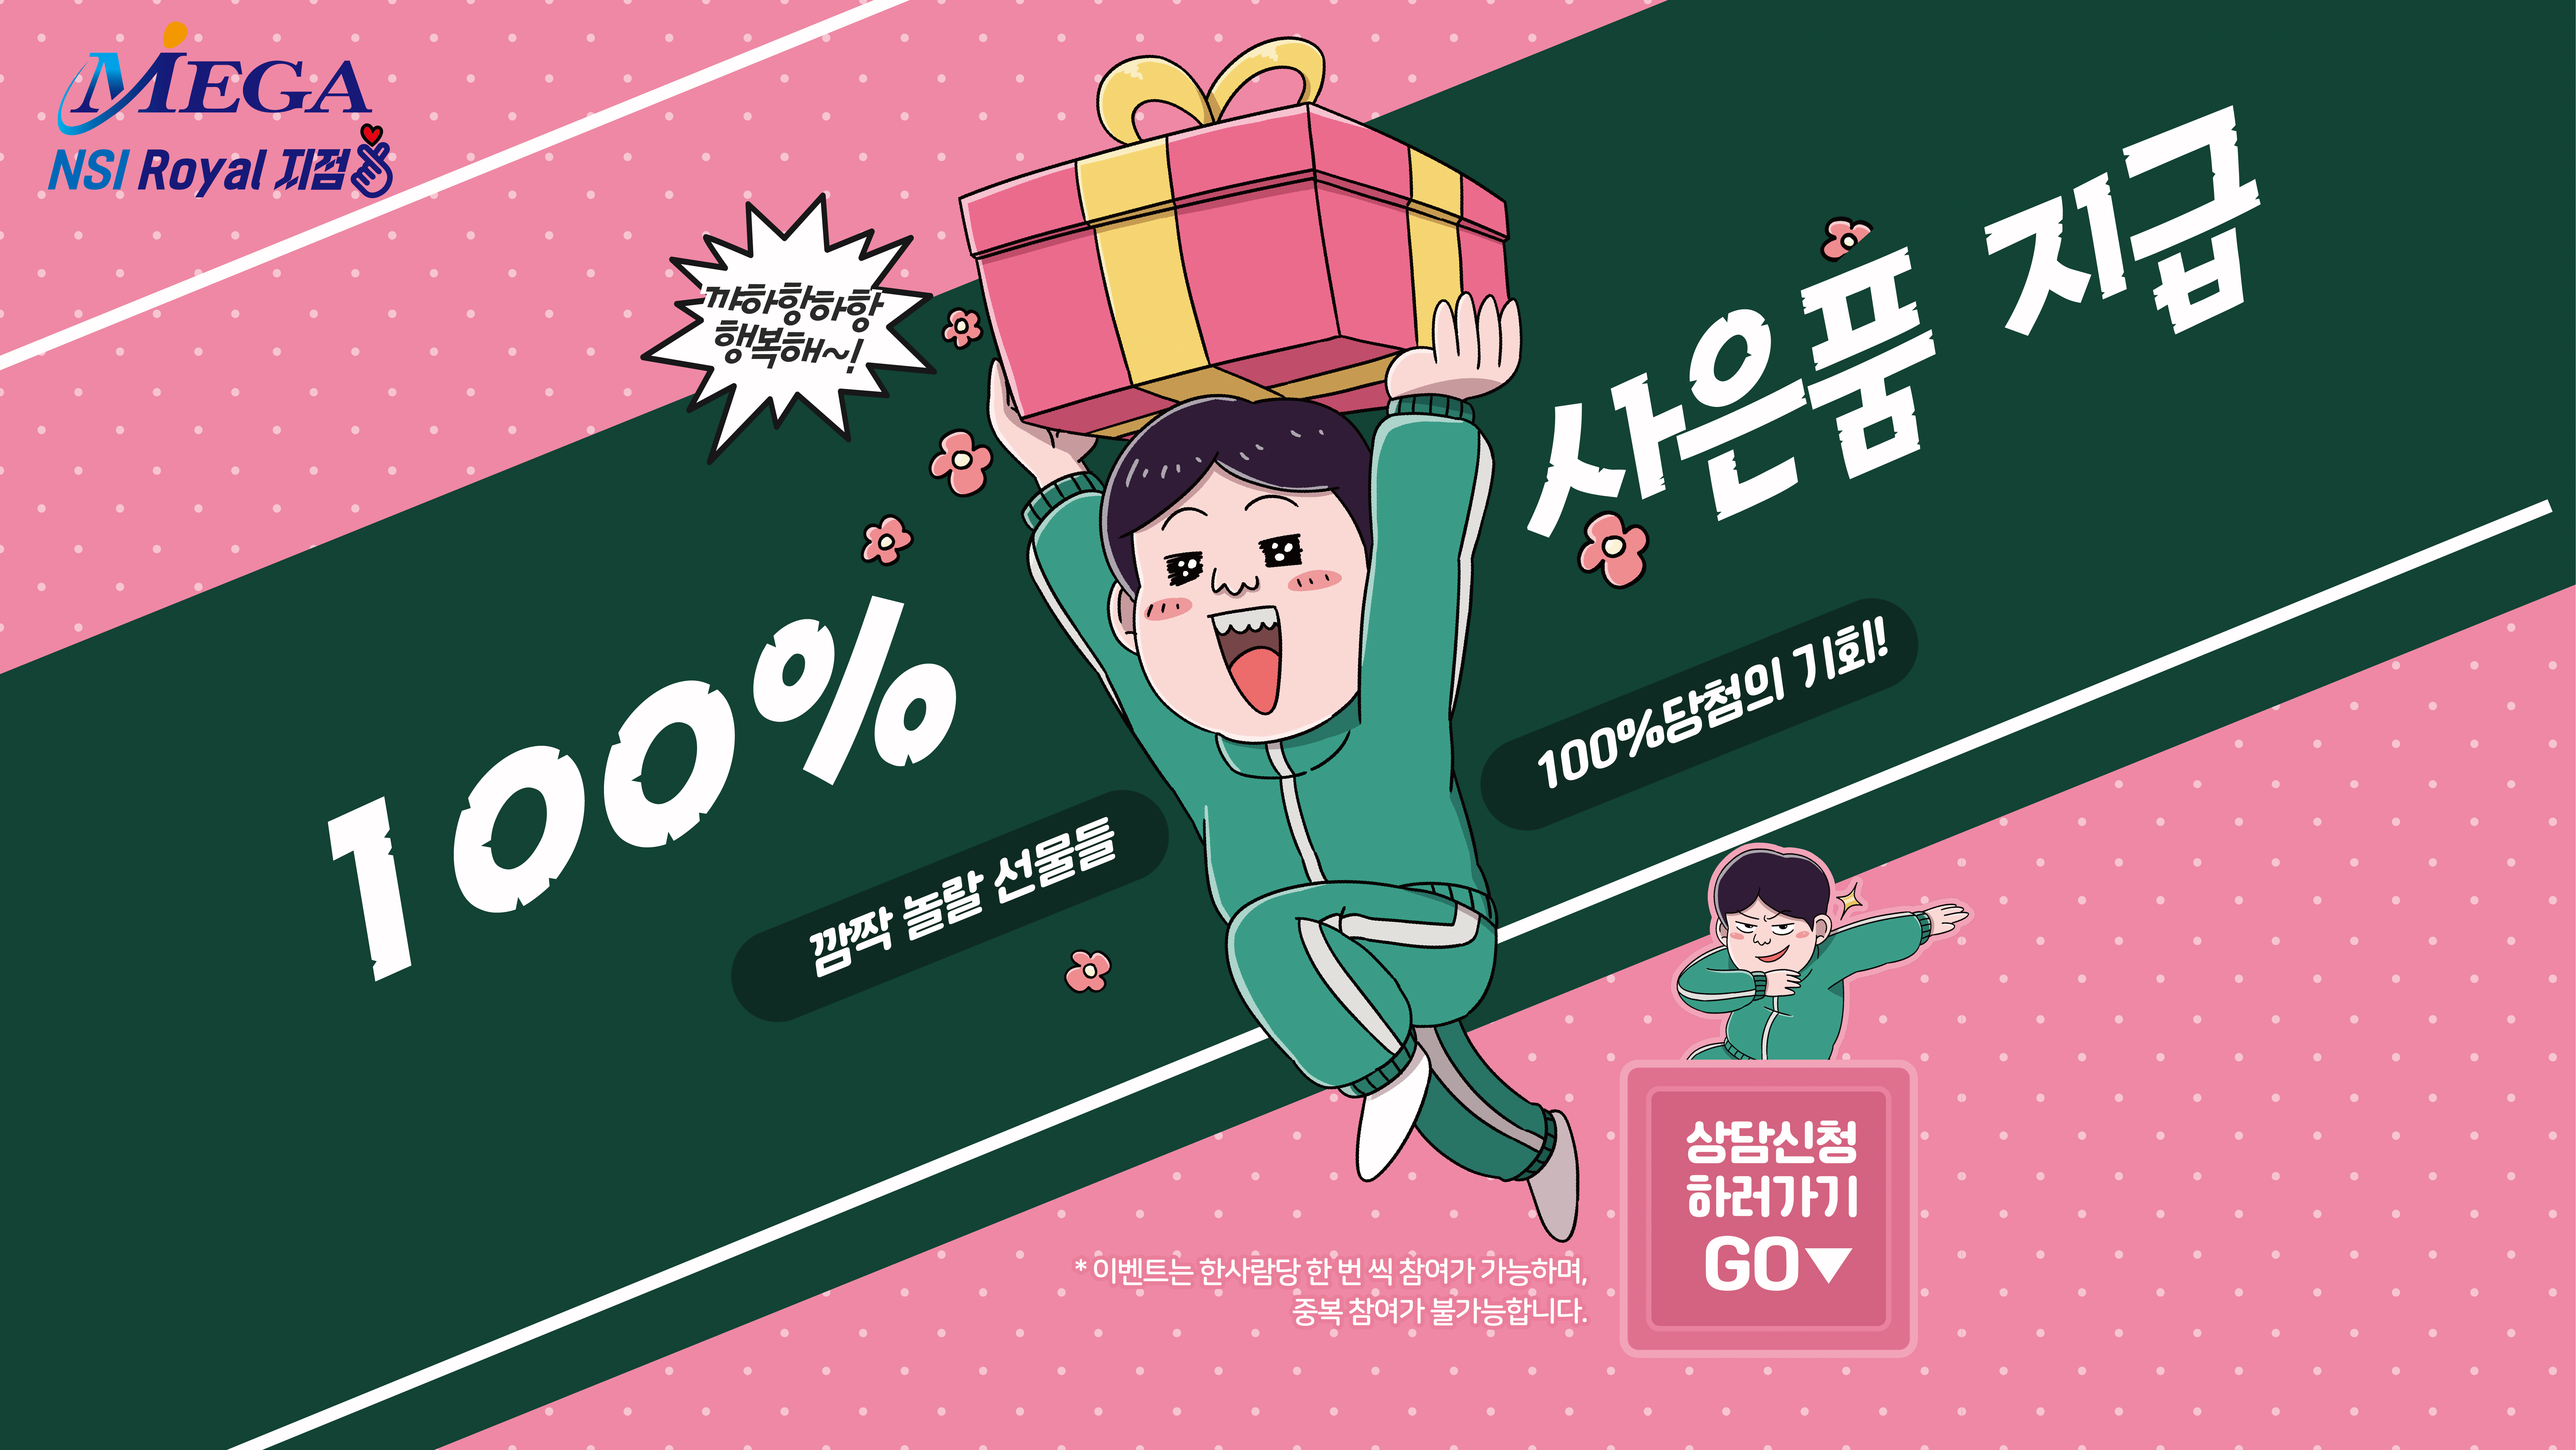 MEGA
NSI Royal 지점
꺄하항하항
행복해~!
100% 사은품 지급
깜짝 놀랄 선물들
100%당첨의 기회!
상담신청
하러가기
GO▼
* 이벤트는 한사람당 한 번 씩 참여가 가능하며,
중복 참여가 불가능합니다.